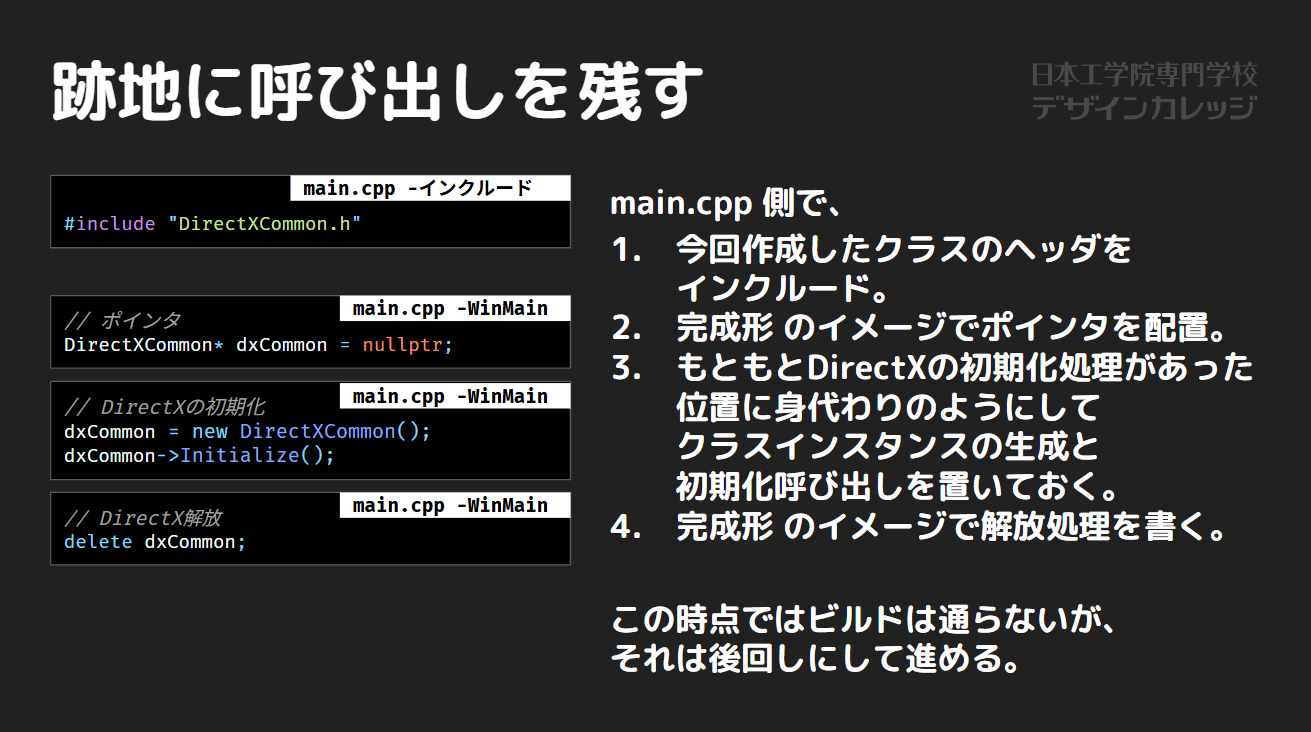 跡地に呼び出しを残す
日本工学院専門学校
デザインカレッジ
main.cpp -インクルード
#include "DirectXCommon.h"
main.cpp -WinMain
// ポインタ
DirectXCommon* dxCommon = nullptr;
main.cpp -WinMain
// DirectXの初期化
dxCommon = new DirectXCommon();
dxCommon->Initialize();
main.cpp -WinMain
// DirectX解放
delete dxCommon;
main.cpp 側で、
1. 今回作成したクラスのヘッダを
インクルード。
2. 完成形 のイメージでポインタを配置。
3. もともとDirectXの初期化処理があった
位置に身代わりのようにして
クラスインスタンスの生成と
初期化呼び出しを置いておく。
4. 完成形 のイメージで解放処理を書く。
この時点ではビルドは通らないが、
それは後回しにして進める。